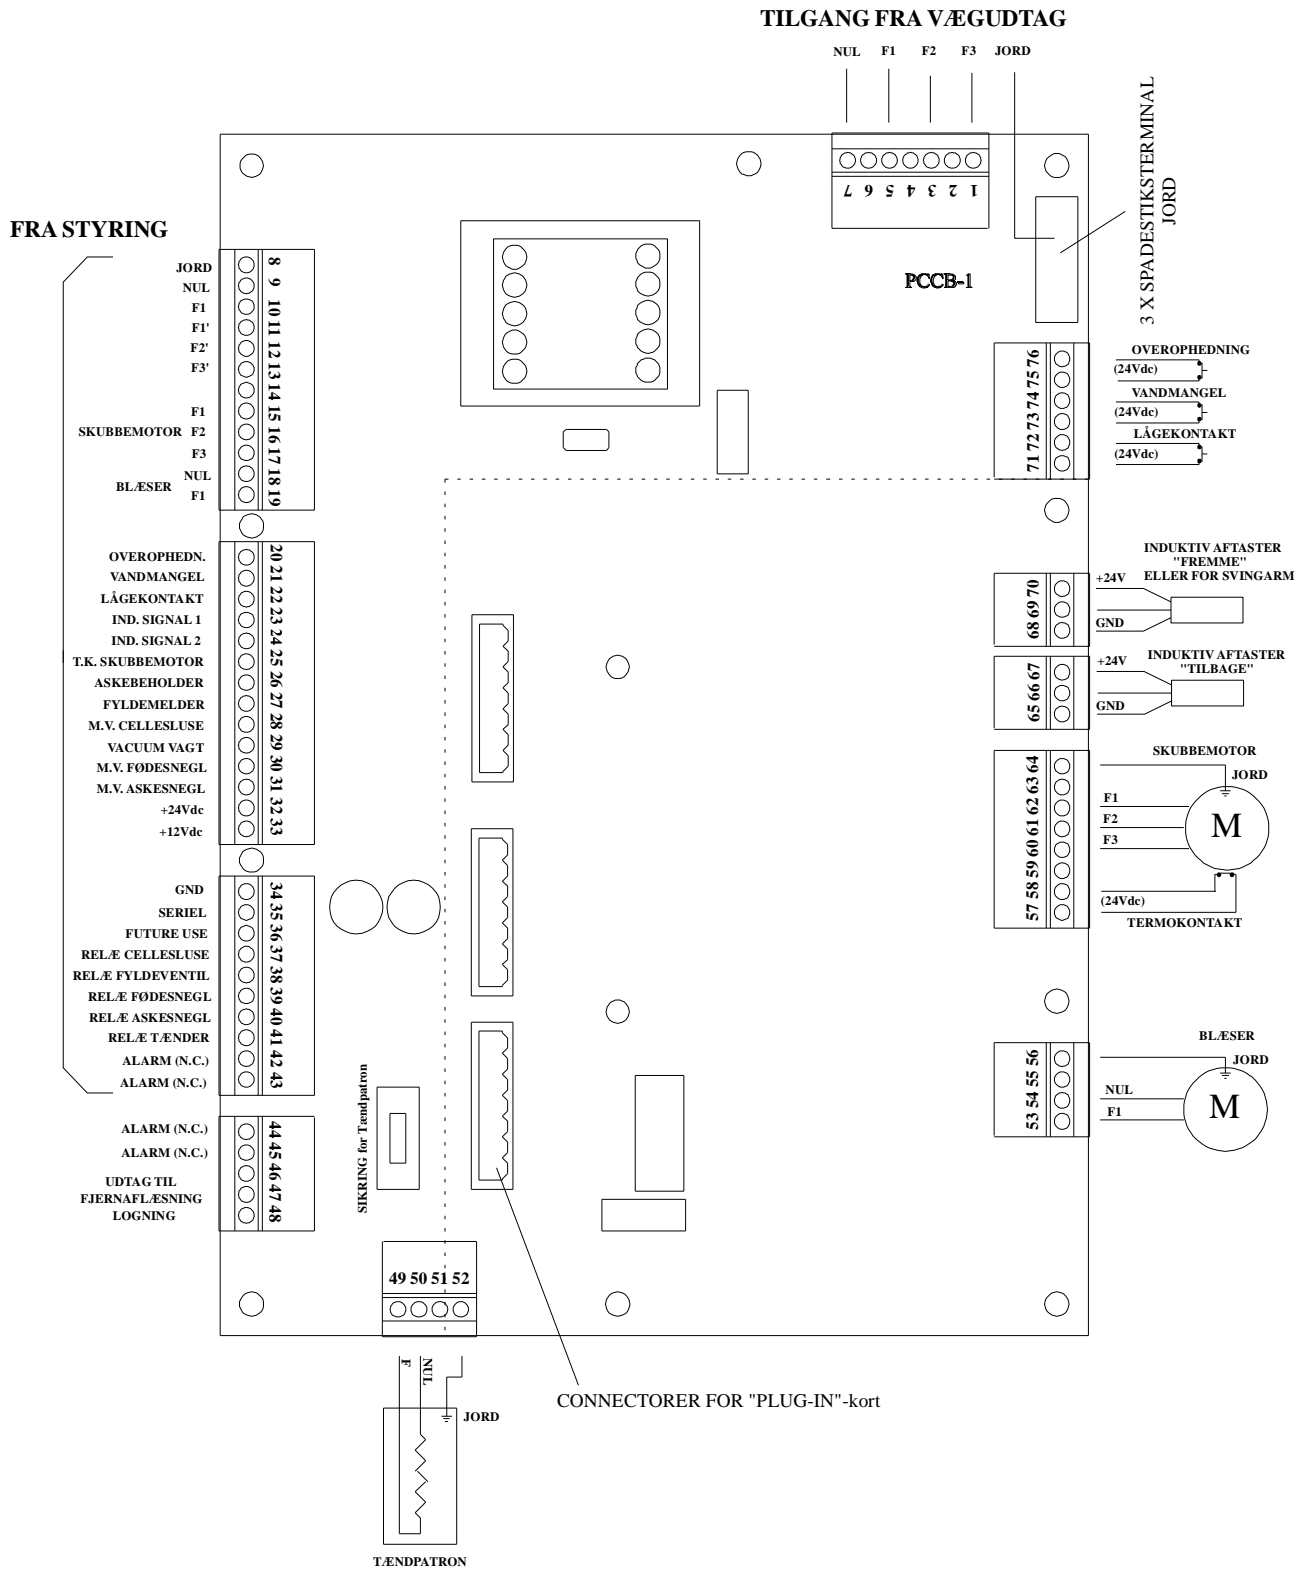 TILGANG FRA VÆGUDTAG
NUL F1 F2 F3 JORD
7 6 5 4 3 2 1
3 X SPADESTIKSTERMINAL
JORD
PCCB-1
FRA STYRING
JORD 8
NUL 9
F1 10
F1' 11
F2' 12
F3' 13
14
F1 15
SKUBBEMOTOR F2 16
F3 17
NUL 18
BLÆSER
F1 19
OVEROPHEDN. 20
VANDMANGEL 21
LÅGEKONTAKT 22
IND. SIGNAL 1 23
IND. SIGNAL 2 24
T.K. SKUBBEMOTOR 25
ASKEBEHOLDER 26
FYLDEMELDER 27
M.V. CELLESLUSE 28
VACUUM VAGT 29
M.V. FØDESNEGL 30
M.V. ASKESNEGL 31
+24Vdc 32
+12Vdc 33
GND 34
SERIEL 35
FUTURE USE 36
RELÆ CELLESLUSE 37
RELÆ FYLDEVENTIL 38
RELÆ FØDESNEGL 39
RELÆ ASKESNEGL 40
RELÆ TÆNDER 41
ALARM (N.C.) 42
ALARM (N.C.) 43
ALARM (N.C.) 44
ALARM (N.C.) 45
46
47
48
UDTAG TIL
FJERNAFLÆSNING
LOGNING
SIKRING for Tændpatron
49 50 51 52
F NUL
JORD
TÆNDPATRON
CONNECTORER FOR "PLUG-IN"-kort
71 72 73 74 75 76
OVEROPHEDNING
(24Vdc)
VANDMANGEL
(24Vdc)
LÅGEKONTAKT
(24Vdc)
68 69 70
INDUKTIV AFTASTER
"FREMME"
ELLER FOR SVINGARM
+24V
GND
65 66 67
INDUKTIV AFTASTER
"TILBAGE"
+24V
GND
57 58 59 60 61 62 63 64
SKUBBEMOTOR
JORD
F1
F2
F3
M
(24Vdc)
TERMOKONTAKT
53 54 55 56
BLÆSER
JORD
NUL
F1
M